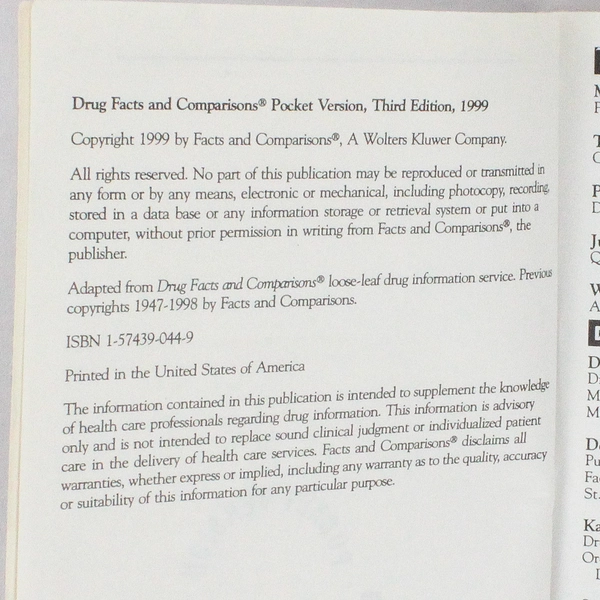 Drug Facts and Comparisons® Pocket Version, Third Edition, 1999
Copyright 1999 by Facts and Comparisons®, A Wolters Kluwer Company.
All rights reserved. No part of this publication may be reproduced or transmitted in
any form or by any means, electronic or mechanical, including photocopy, recording,
stored in a data base or any information storage or retrieval system or put into a
computer, without prior permission in writing from Facts and Comparisons®, the
publisher.
Adapted from Drug Facts and Comparisons® loose-leaf drug information service. Previous
copyrights 1947-1998 by Facts and Comparisons.
ISBN 1-57439-044-9
Printed in the United States of America
The information contained in this publication is intended to supplement the knowledge
of health care professionals regarding drug information. This information is advisory
only and is not intended to replace sound clinical judgment or individualized patient
care in the delivery of health care services. Facts and Comparisons® disclaims all
warranties, whether express or implied, including any warranty as to the quality, accuracy
or suitability of this information for any particular purpose.